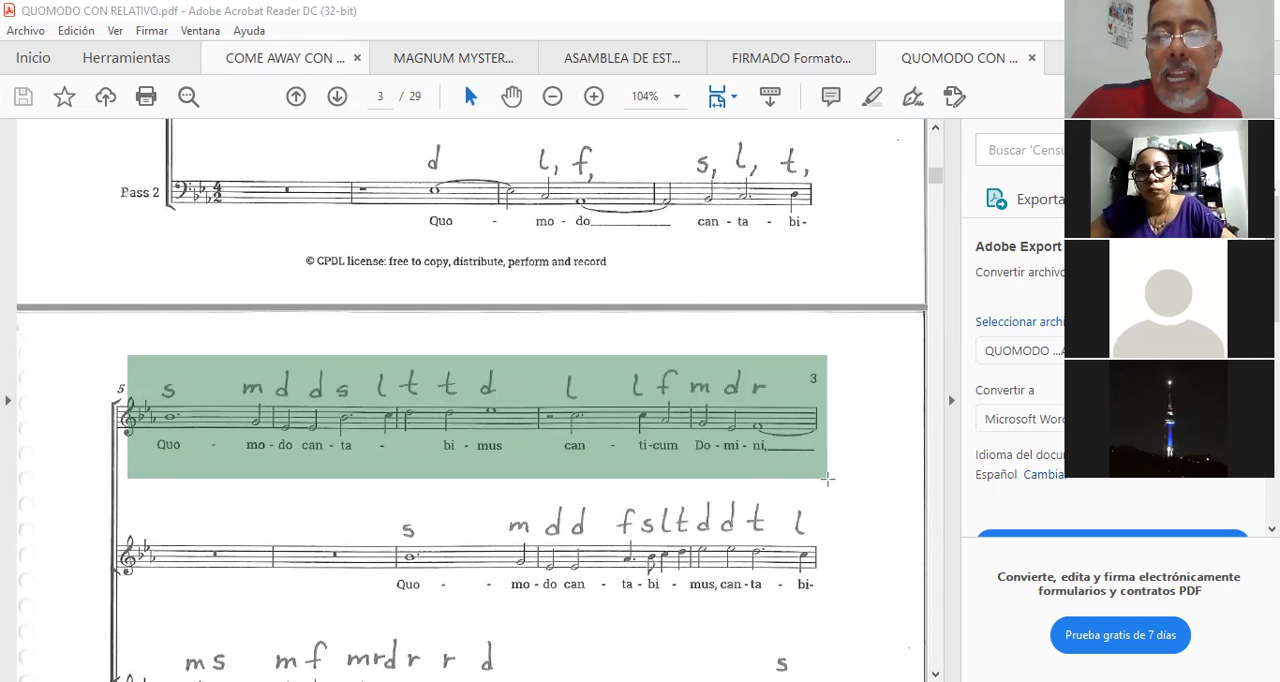 QUOMODO CON RELATIVO.pdf - Adobe Acrobat Reader DC (32-bit)
Archivo Edición Ver Firmar Ventana Ayuda
Inicio Herramientas COME AWAY CON ... × MAGNUM MYSTER... ASAMBLEA DE EST... FIRMADO Formato... QUOMODO CON ... ×
3 / 29 104%
d l, f, s, l, t,
Bass 2
Quo - mo - do can - ta - bi-
© CPDL license: free to copy, distribute, perform and record
5 s m d d s l t t d l l f m d r 3
Quo - mo - do can - ta - bi - mus can - ti-cum Do - mi - ni,
s m d d f s l t d d t l
Quo - - mo - do can - ta - bi - mus, can - ta - bi-
m s m f m r d r r d s
Buscar 'Censu
Exporta
Adobe Export
Convertir archivo
Seleccionar archi
QUOMODO ...
Convertir a
Microsoft Word
Idioma del docum
Español Cambia
Convierte, edita y firma electrónicamente
formularios y contratos PDF
Prueba gratis de 7 días